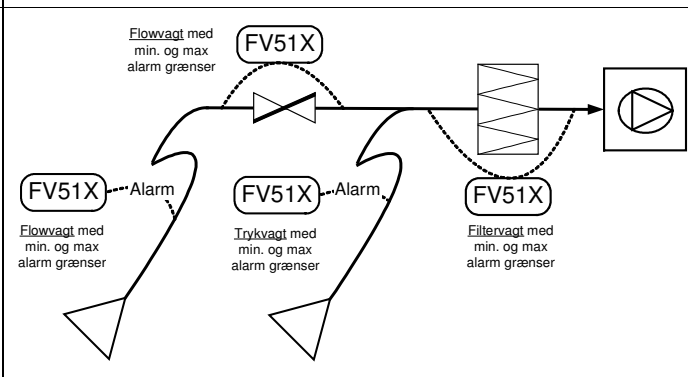 Flowvagt med
min. og max
alarm grænser
FV51X
FV51X
Alarm
Flowvagt med
min. og max
alarm grænser
FV51X
Alarm
Trykvagt med
min. og max
alarm grænser
FV51X
Filtervagt med
min. og max
alarm grænser